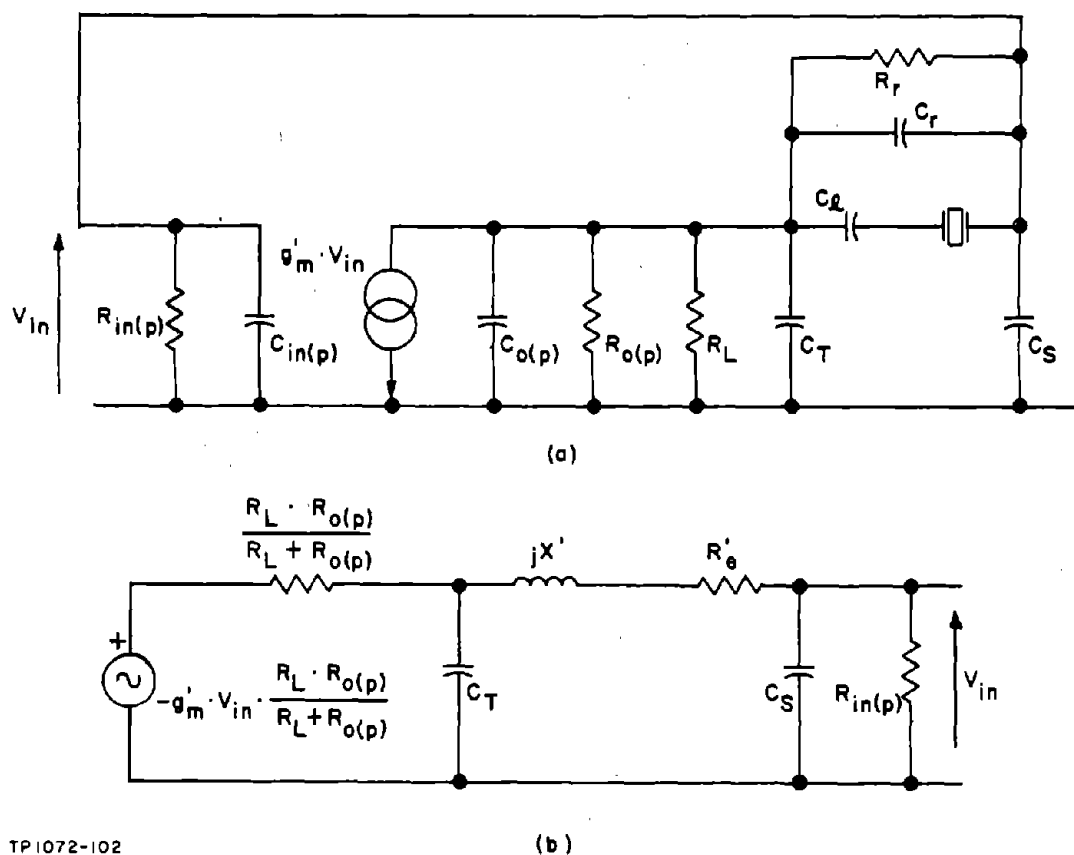 R_r
C_r
C_ℓ
g'_m · V_in
V_in
R_in(p)
C_in(p)
C_o(p)
R_o(p)
R_L
C_T
C_S
(a)
R_L · R_o(p)
R_L + R_o(p)
jX'
R'_e
+
-g'_m · V_in · R_L · R_o(p)
R_L + R_o(p)
C_T
C_S
R_in(p)
V_in
TP1072-102
(b)